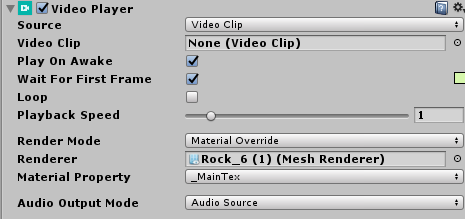 Video Player
Source Video Clip
Video Clip None (Video Clip)
Play On Awake
Wait For First Frame
Loop
Playback Speed 1
Render Mode Material Override
Renderer Rock_6 (1) (Mesh Renderer)
Material Property _MainTex
Audio Output Mode Audio Source